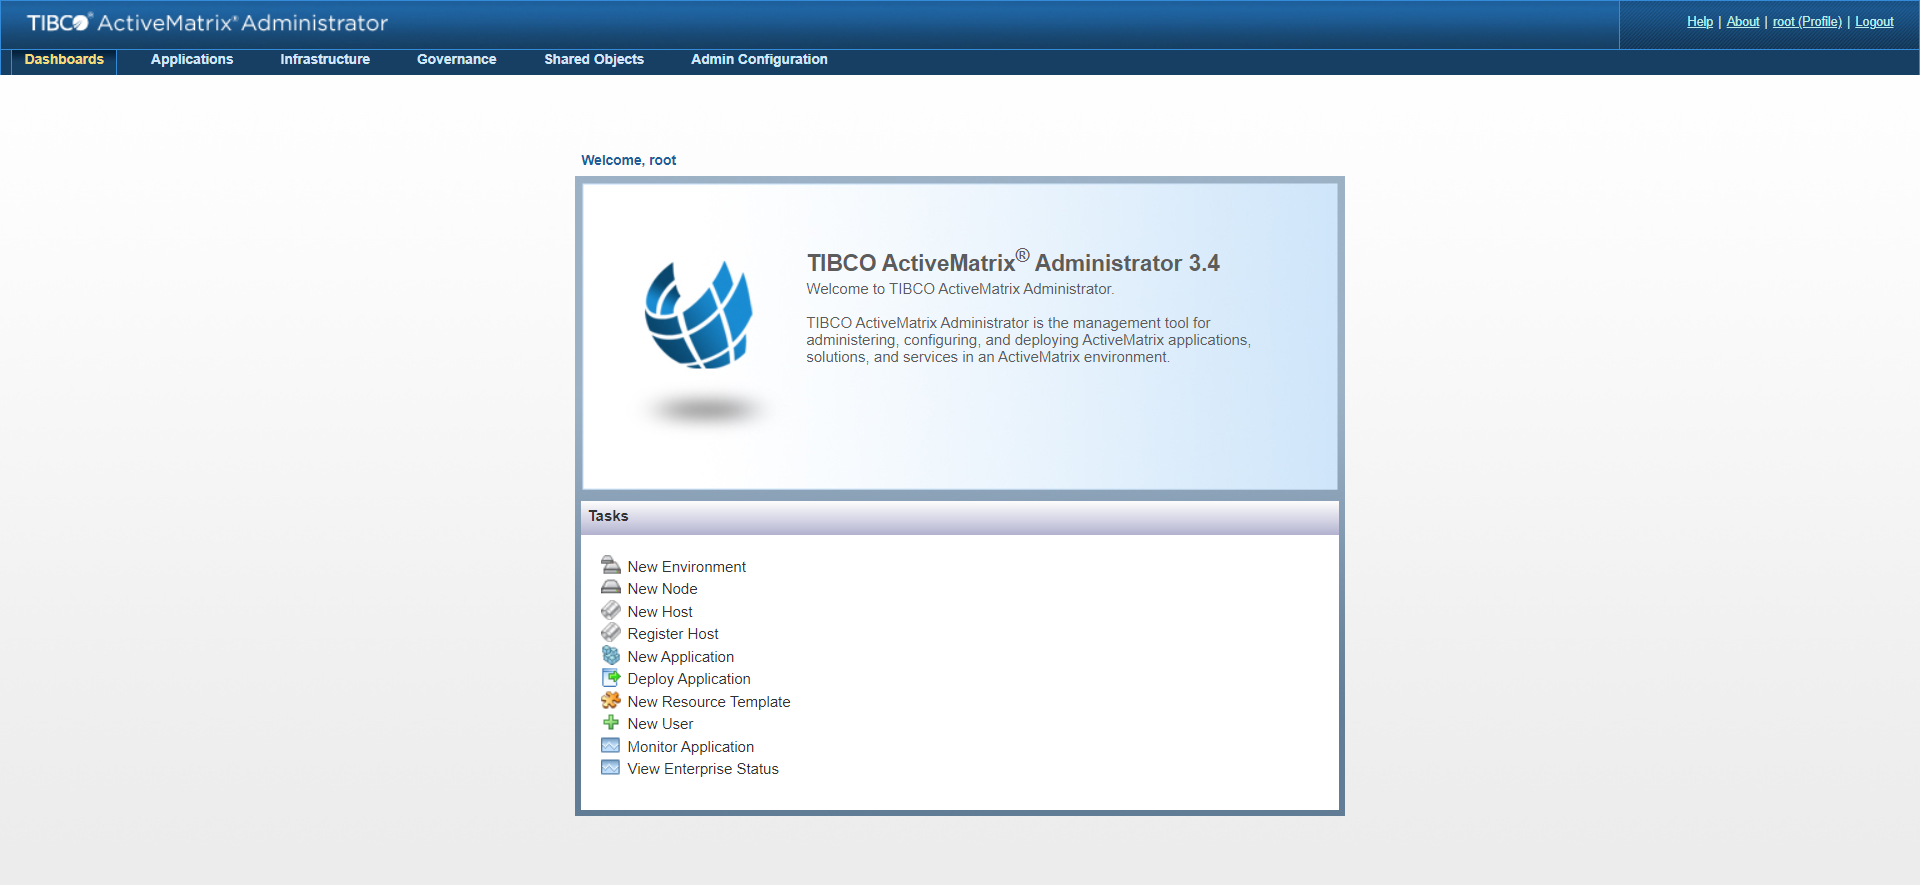 TIBCO® ActiveMatrix® Administrator
Help | About | root (Profile) | Logout
Dashboards Applications Infrastructure Governance Shared Objects Admin Configuration
Welcome, root
TIBCO ActiveMatrix® Administrator 3.4
Welcome to TIBCO ActiveMatrix Administrator.
TIBCO ActiveMatrix Administrator is the management tool for
administering, configuring, and deploying ActiveMatrix applications,
solutions, and services in an ActiveMatrix environment.
Tasks
New Environment
New Node
New Host
Register Host
New Application
Deploy Application
New Resource Template
New User
Monitor Application
View Enterprise Status